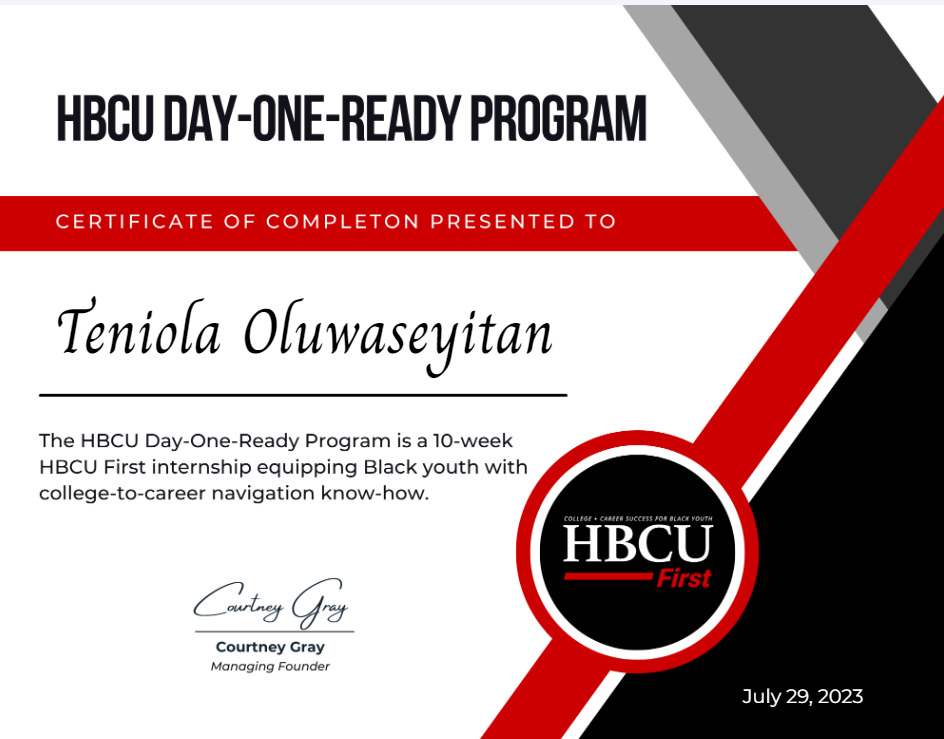 HBCU DAY-ONE-READY PROGRAM
CERTIFICATE OF COMPLETON PRESENTED TO
Teniola Oluwaseyitan
The HBCU Day-One-Ready Program is a 10-week
HBCU First internship equipping Black youth with
college-to-career navigation know-how.
COLLEGE + CAREER SUCCESS FOR BLACK YOUTH
HBCU
First
Courtney Gray
Courtney Gray
Managing Founder
July 29, 2023